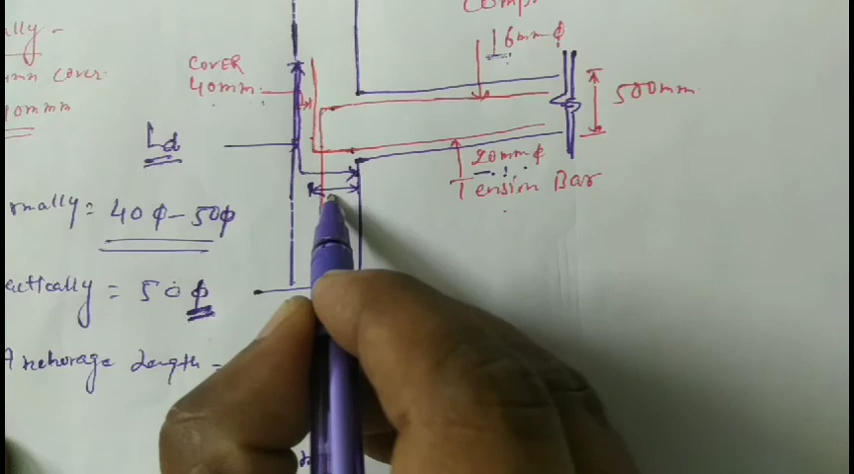 Comp
16mm ϕ
COVER
40mm
500mm
Ld
20mm ϕ
Tension Bar
40ϕ - 50ϕ
= 50ϕ
Anchorage Length -